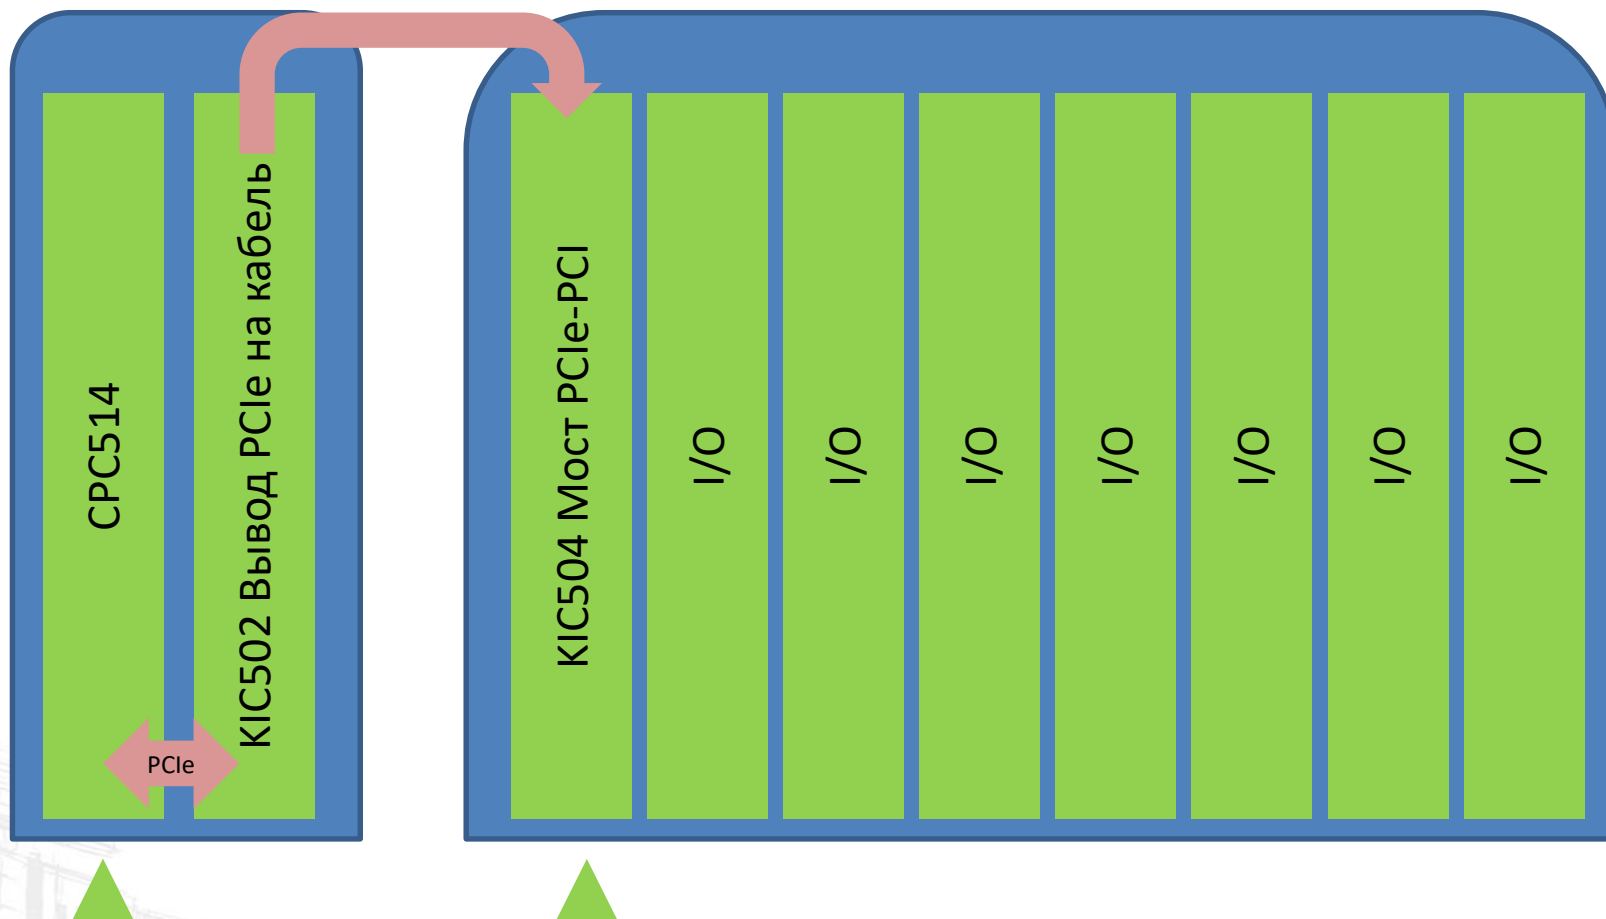 CPC514
KIC502 Вывод PCIe на кабель
PCIe
KIC504 Мост PCIe-PCI
I/O
I/O
I/O
I/O
I/O
I/O
I/O